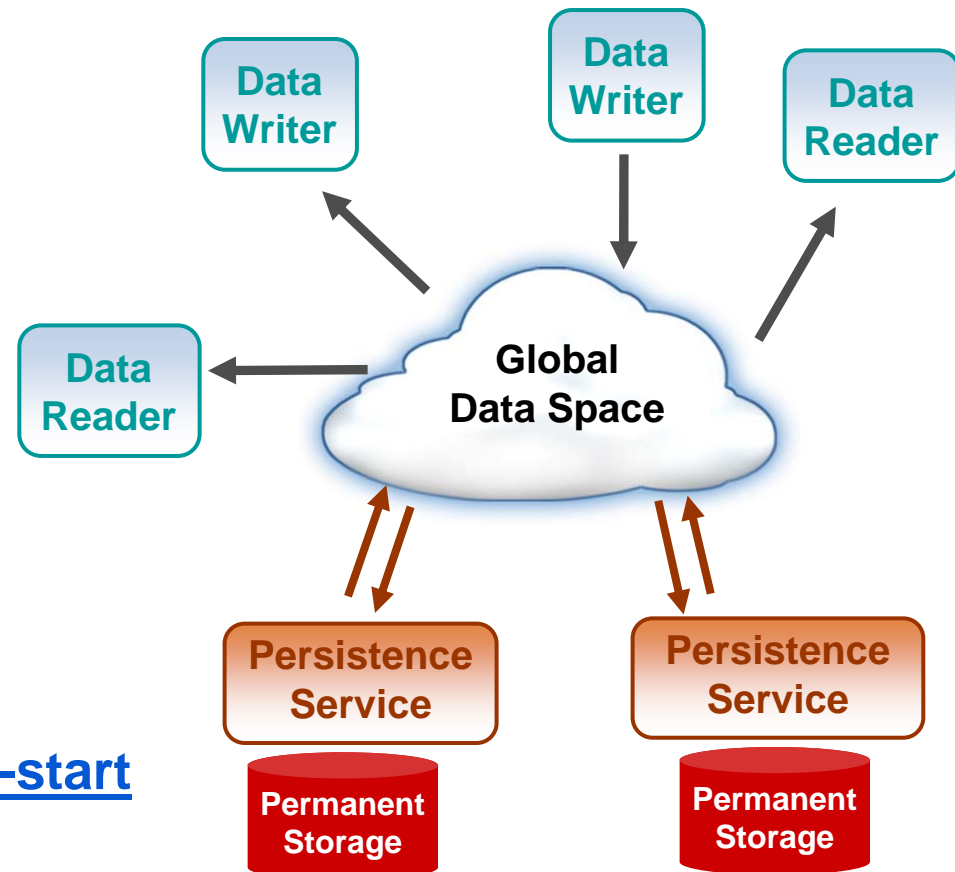 Data
Writer
Data
Writer
Data
Reader
Data
Reader
Global
Data Space
Persistence
Service
Persistence
Service
-start
Permanent
Storage
Permanent
Storage